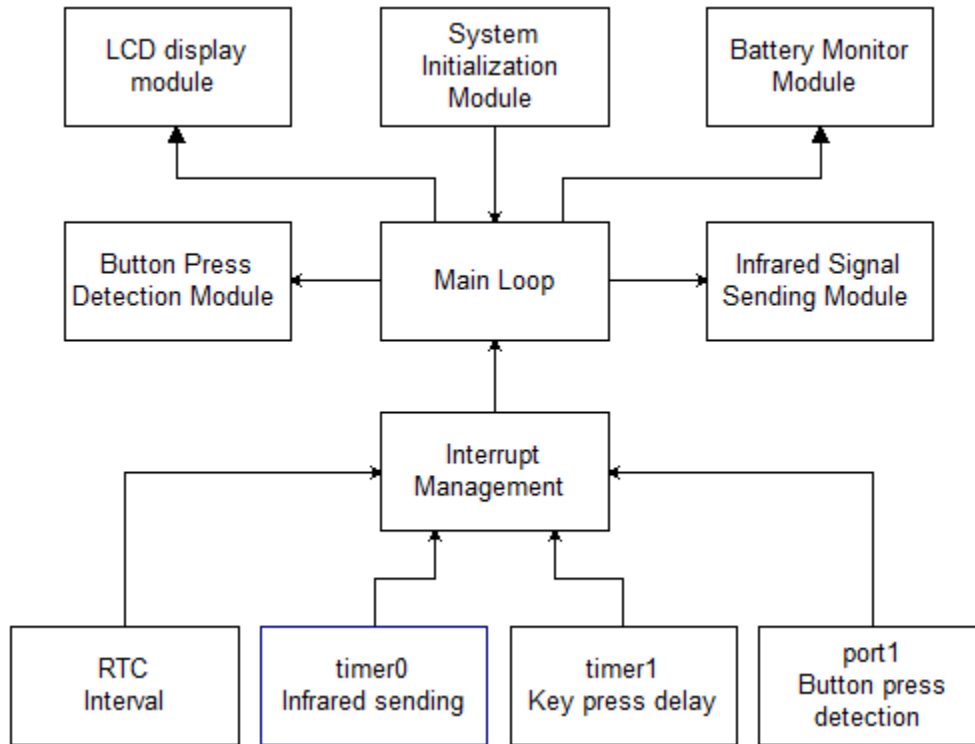 LCD display
module
System
Initialization
Module
Battery Monitor
Module
Button Press
Detection Module
Main Loop
Infrared Signal
Sending Module
Interrupt
Management
RTC
Interval
timer0
Infrared sending
timer1
Key press delay
port1
Button press
detection